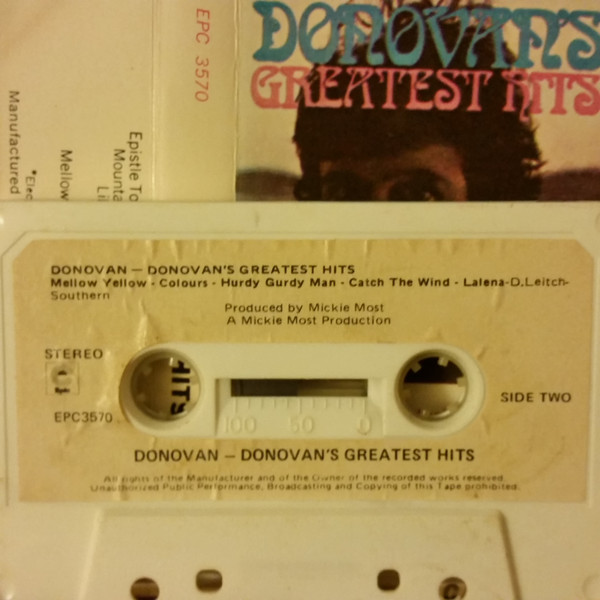 DONOVAN'S
GREATEST HITS
EPC 3570
Epistle To
Mounta
Li
Mellow
*Elec
Manufactured
DONOVAN — DONOVAN'S GREATEST HITS
Mellow Yellow - Colours - Hurdy Gurdy Man - Catch The Wind - Lalena-D.Leitch-
Southern
Produced by Mickie Most
A Mickie Most Production
STEREO
EPC3570
HITS
100 50 0
SIDE TWO
DONOVAN — DONOVAN'S GREATEST HITS
All rights of the Manufacturer and of the Owner of the recorded works reserved.
Unauthorized Public Performance, Broadcasting and Copying of this Tape prohibited.